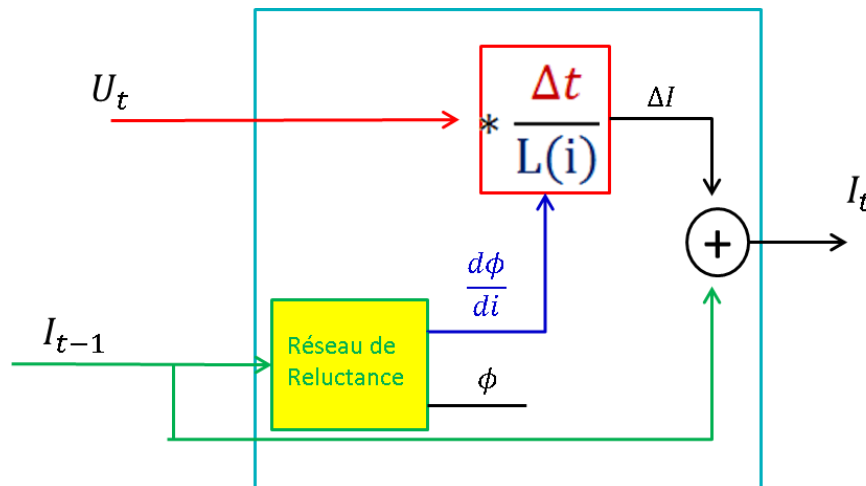 U_t
* Δt / L(i)
ΔI
I_t
+
dϕ / di
I_{t−1}
Réseau de
Reluctance
ϕ